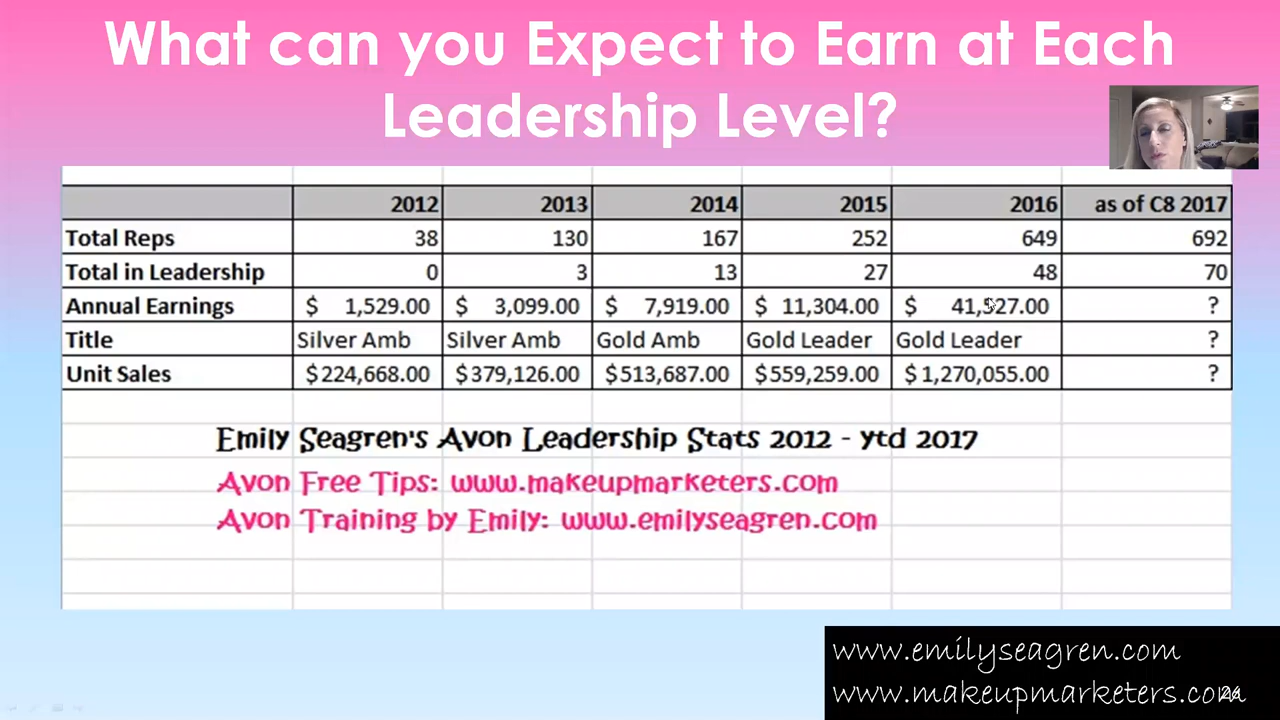 What can you Expect to Earn at Each
Leadership Level?
2012 2013 2014 2015 2016 as of C8 2017
Total Reps 38 130 167 252 649 692
Total in Leadership 0 3 13 27 48 70
Annual Earnings $ 1,529.00 $ 3,099.00 $ 7,919.00 $ 11,304.00 $ 41,527.00 ?
Title Silver Amb Silver Amb Gold Amb Gold Leader Gold Leader ?
Unit Sales $224,668.00 $379,126.00 $513,687.00 $559,259.00 $1,270,055.00 ?
Emily Seagren's Avon Leadership Stats 2012 - ytd 2017
Avon Free Tips: www.makeupmarketers.com
Avon Training by Emily: www.emilyseagren.com
www.emilyseagren.com
www.makeupmarketers.com